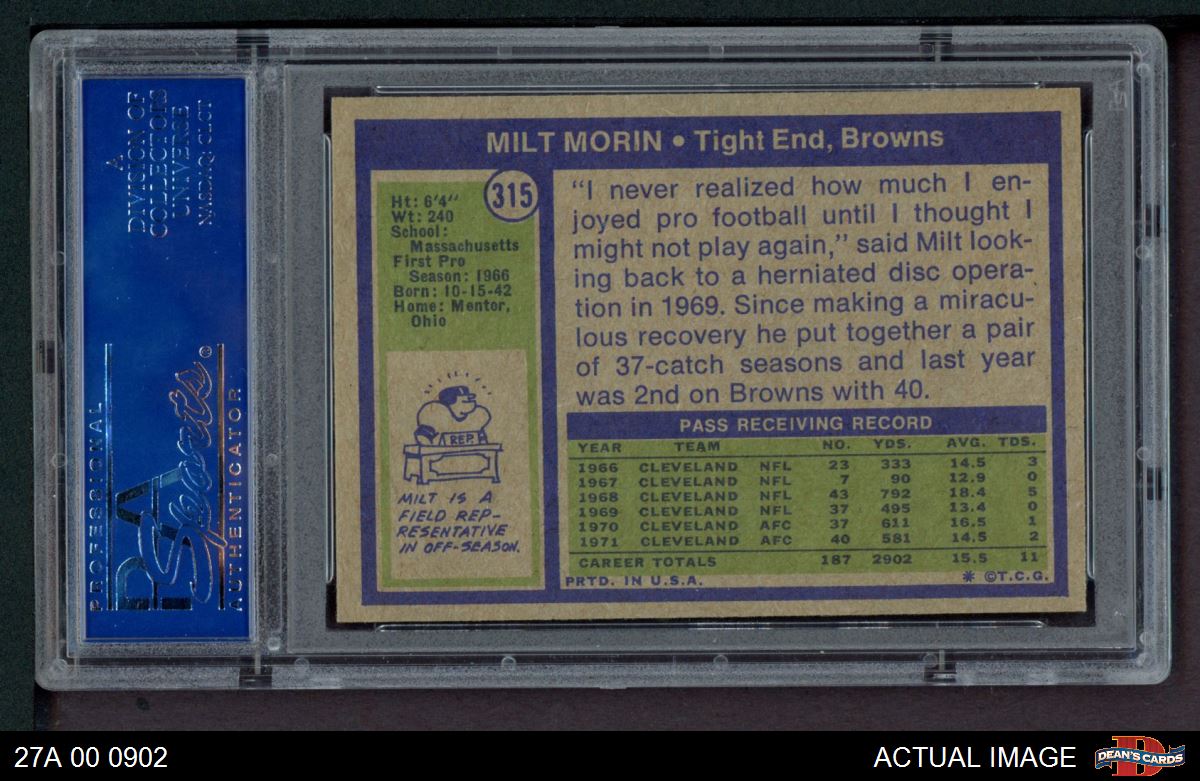 A
DIVISION OF
COLLECTORS
UNIVERSE
NASDAQ: CLCT
PROFESSIONAL
PSA
Sports ®
AUTHENTICATOR
MILT MORIN • Tight End, Browns
315
Ht: 6'4"
Wt: 240
School:
Massachusetts
First Pro
Season: 1966
Born: 10-15-42
Home: Mentor,
Ohio
REP.
MILT IS A
FIELD REP-
RESENTATIVE
IN OFF-SEASON.
"I never realized how much I en-
joyed pro football until I thought I
might not play again," said Milt look-
ing back to a herniated disc opera-
tion in 1969. Since making a miracu-
lous recovery he put together a pair
of 37-catch seasons and last year
was 2nd on Browns with 40.
PASS RECEIVING RECORD
YEAR TEAM NO. YDS. AVG. TDS.
1966 CLEVELAND NFL 23 333 14.5 3
1967 CLEVELAND NFL 7 90 12.9 0
1968 CLEVELAND NFL 43 792 18.4 5
1969 CLEVELAND NFL 37 495 13.4 0
1970 CLEVELAND AFC 37 611 16.5 1
1971 CLEVELAND AFC 40 581 14.5 2
CAREER TOTALS 187 2902 15.5 11
PRTD. IN U.S.A. * ©T.C.G.
27A 00 0902
ACTUAL IMAGE
D
DEAN'S CARDS